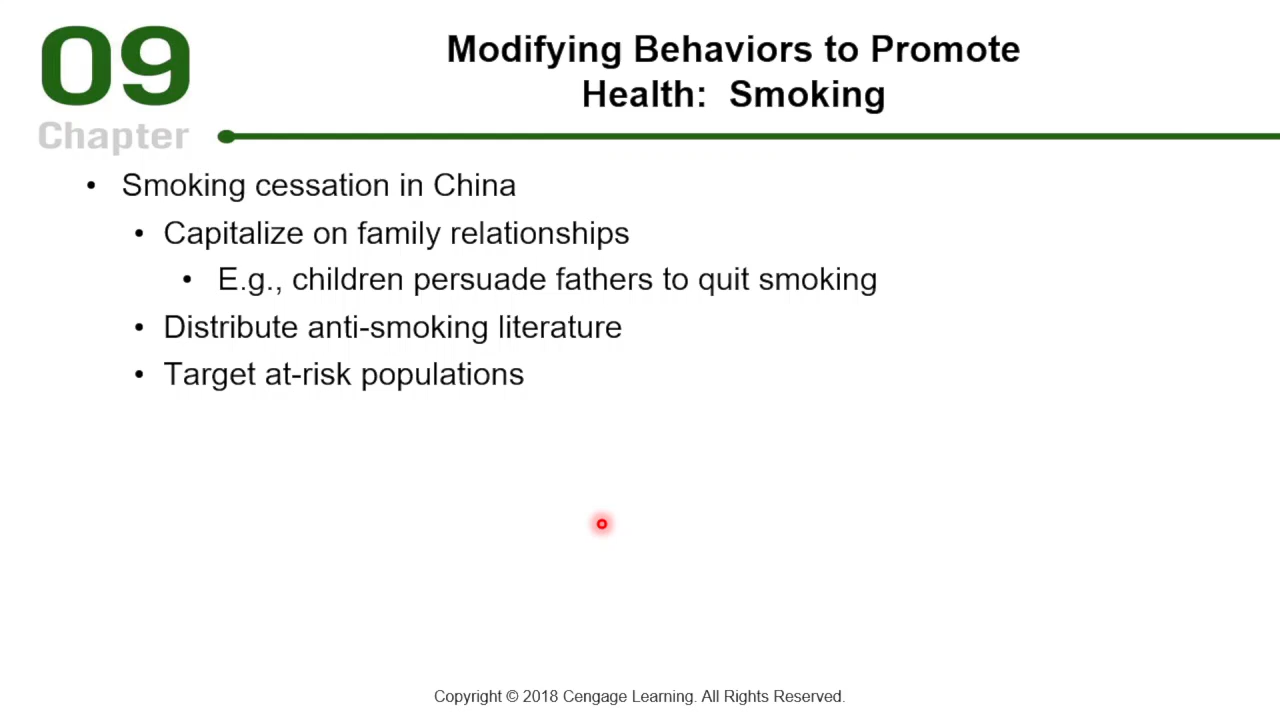 09
Chapter
Modifying Behaviors to Promote
Health: Smoking
• Smoking cessation in China
• Capitalize on family relationships
• E.g., children persuade fathers to quit smoking
• Distribute anti-smoking literature
• Target at-risk populations
Copyright © 2018 Cengage Learning. All Rights Reserved.